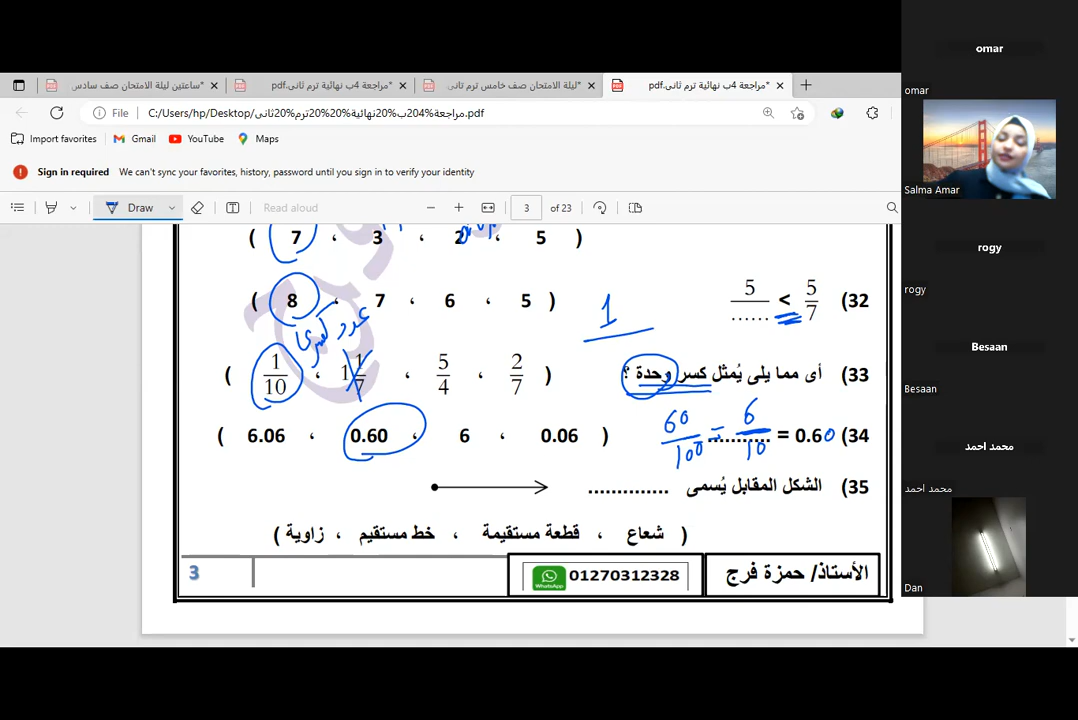 omar
omar
Salma Amar
rogy
rogy
Besaan
Besaan
محمد احمد
محمد احمد
Dan
*ساعتين ليلة الامتحان صف سادس
*مراجعة 4ب نهائية ترم ثانى.pdf
*ليلة الامتحان صف خامس ترم ثانى
*مراجعة 4ب نهائية ترم ثانى.pdf
File C:/Users/hp/Desktop/مراجعة%204ب%20نهائية%20ترم%20ثانى.pdf
Import favorites Gmail YouTube Maps
Sign in required We can't sync your favorites, history, password until you sign in to verify your identity
Draw Read aloud 3 of 23
( 7 ، 3 ، 2 ، 5 )
32) 5/7 < 5/...... ( 5 ، 6 ، 7 ، 8 )
1
33) أى مما يلى يُمثل كسر وحدة ؟ ( 2/7 ، 5/4 ، 1 1/7 ، 1/10 )
عدد كسرى
34) 0.60 = ........... ( 0.06 ، 6 ، 0.60 ، 6.06 )
6/10 = 60/100
35) الشكل المقابل يُسمى ..............
( شعاع ، قطعة مستقيمة ، خط مستقيم ، زاوية )
الأستاذ/ حمزة فرج
WhatsApp 01270312328
3